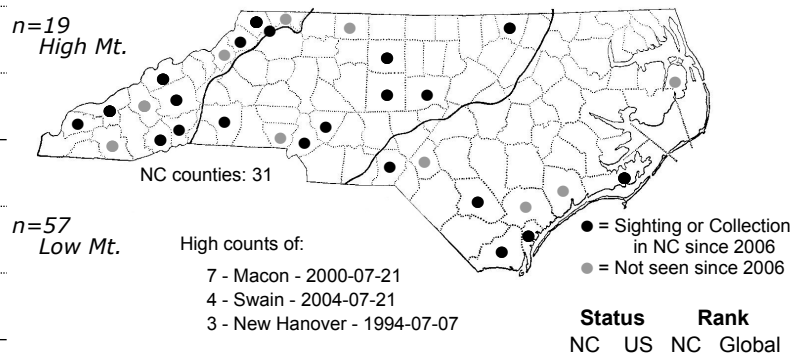 n=19
High Mt.
NC counties: 31
n=57
Low Mt.
High counts of:
7 - Macon - 2000-07-21
4 - Swain - 2004-07-21
3 - New Hanover - 1994-07-07
= Sighting or Collection
in NC since 2006
= Not seen since 2006
Status Rank
NC US NC Global